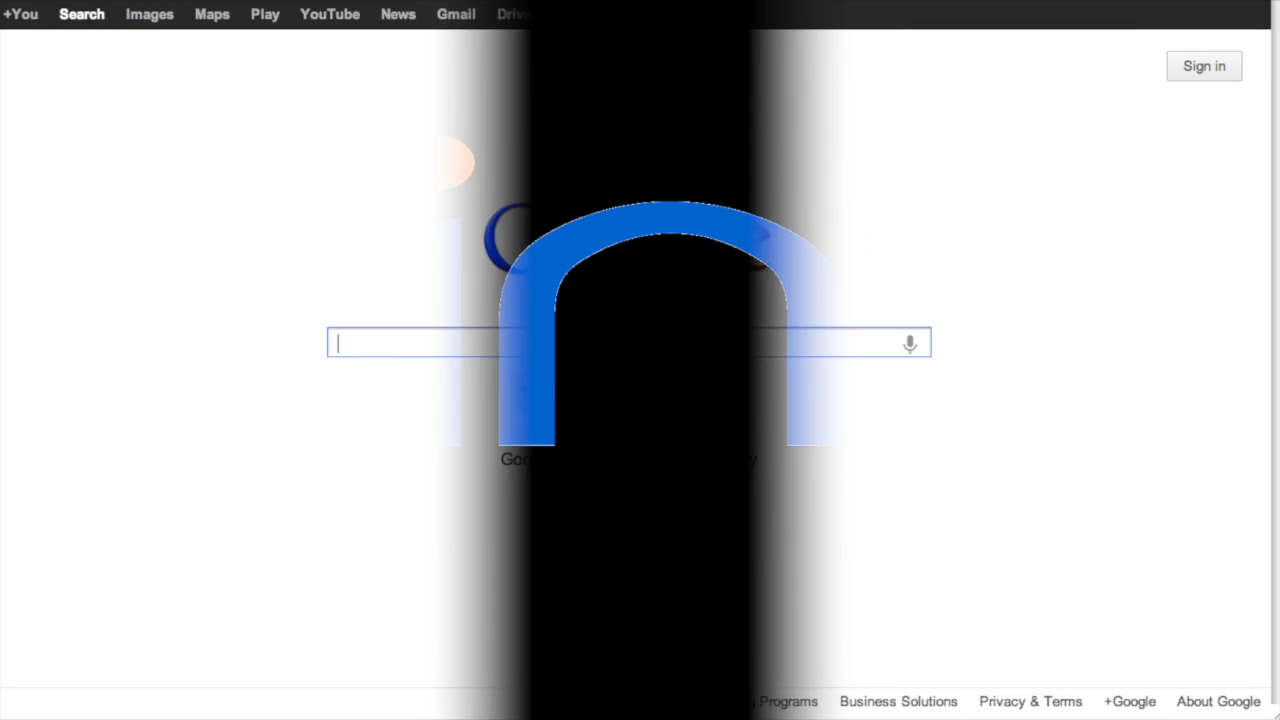 +You Search Images Maps Play YouTube News Gmail
Sign in
Programs Business Solutions Privacy & Terms +Google About Google